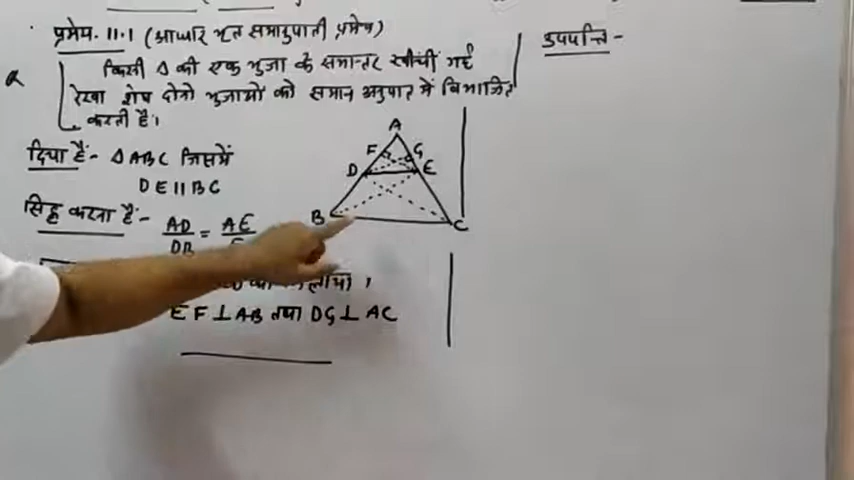 प्रमेय. 11.1 (आधारभूत समानुपाती प्रमेय)
किसी Δ की एक भुजा के समान्तर खींची गई
रेखा शेष दोनो भुजाओं को समान अनुपात में विभाजित
करती है।
दिया है:- ΔABC जिसमें
DE||BC
सिद्ध करना है:- AD/DB = AE/
EF⊥AB तथा DG⊥AC
A
F G
D E
B C
उपपत्ति -